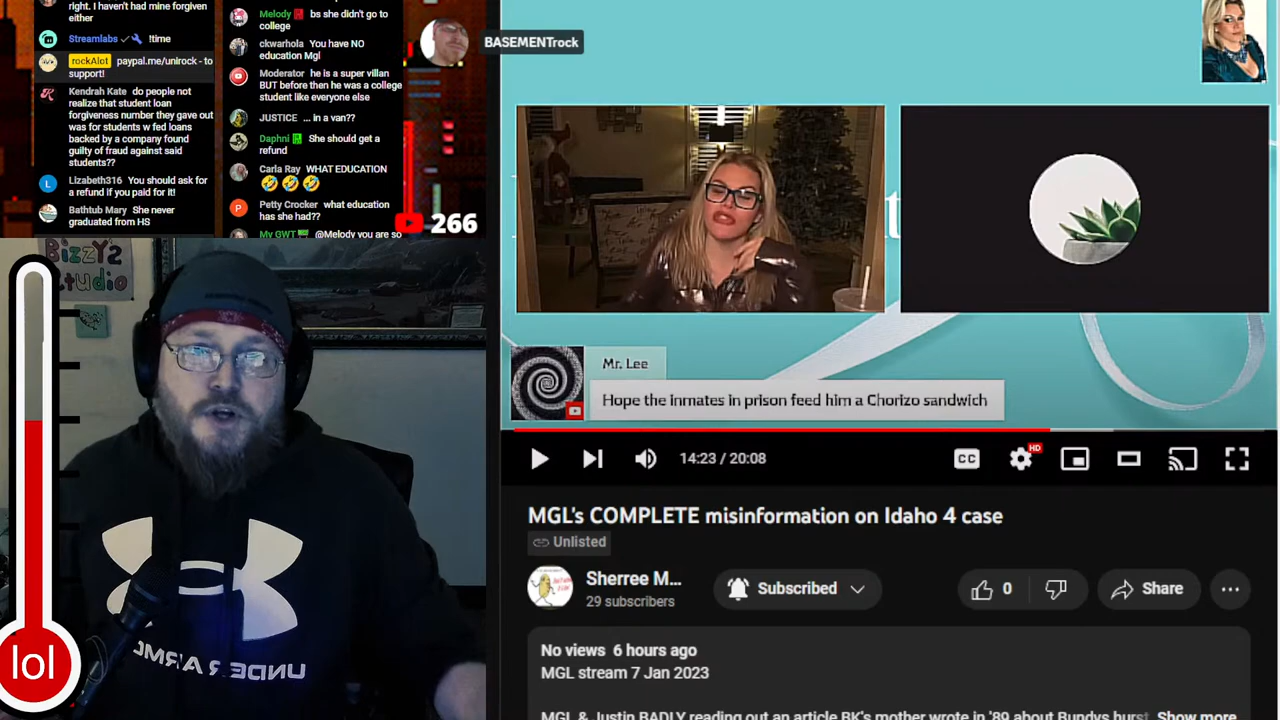 right. I haven't had mine forgiven
either
Streamlabs !time
rockAlot paypal.me/unirock - to
support!
Kendrah Kate do people not
realize that student loan
forgiveness number they gave out
was for students w fed loans
backed by a company found
guilty of fraud against said
students??
Lizabeth316 You should ask for
a refund if you paid for it!
Bathtub Mary She never
graduated from HS
Melody bs she didn't go to
college
ckwarhola You have NO
education Mgl
Moderator he is a super villan
BUT before then he was a college
student like everyone else
JUSTICE ... in a van??
Daphni She should get a
refund
Carla Ray WHAT EDUCATION
🤣🤣🤣
Petty Crocker what education
has she had??
My GWT @Melody you are so
266
BASEMENTrock
BizzY's
Studio
lol
UNDER ARMOUR
Mr. Lee
Hope the inmates in prison feed him a Chorizo sandwich
14:23 / 20:08
CC
HD
MGL's COMPLETE misinformation on Idaho 4 case
Unlisted
Sherree M...
29 subscribers
Subscribed
0
Share
...
No views 6 hours ago
MGL stream 7 Jan 2023
MGL & Justin BADLY reading out an article BK's mother wrote in '89 about Bundys hurst Show more